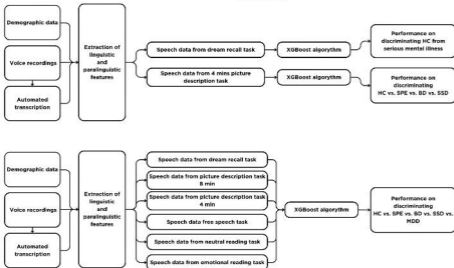 Demographic data
Voice recordings
Automated
transcription
Extraction of
linguistic
and
paralinguistic
features
Speech data from dream recall task
XGBoost algorithm
Performance on
discriminating HC from
serious mental illness
Speech data from 4 mins picture
description task
XGBoost algorithm
Performance on
discriminating
HC vs. SPE vs. BD vs. SSD
Demographic data
Voice recordings
Automated
transcription
Extraction of
linguistic
and
paralinguistic
features
Speech data from dream recall task
Speech data from picture description task
8 min
Speech data from picture description task
4 min
Speech data free speech task
Speech data from neutral reading task
Speech data from emotional reading task
XGBoost algorithm
Performance on
discriminating
HC vs. SPE vs. BD vs. SSD vs.
MDD